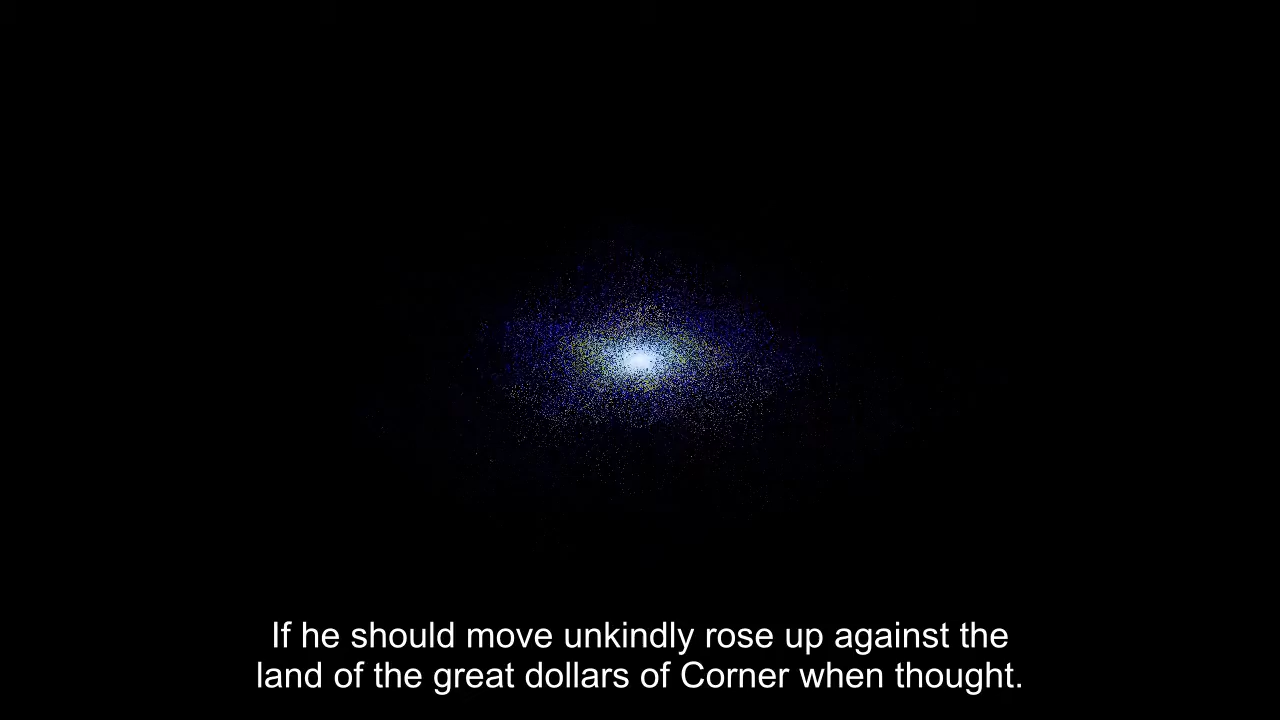 If he should move unkindly rose up against the
land of the great dollars of Corner when thought.